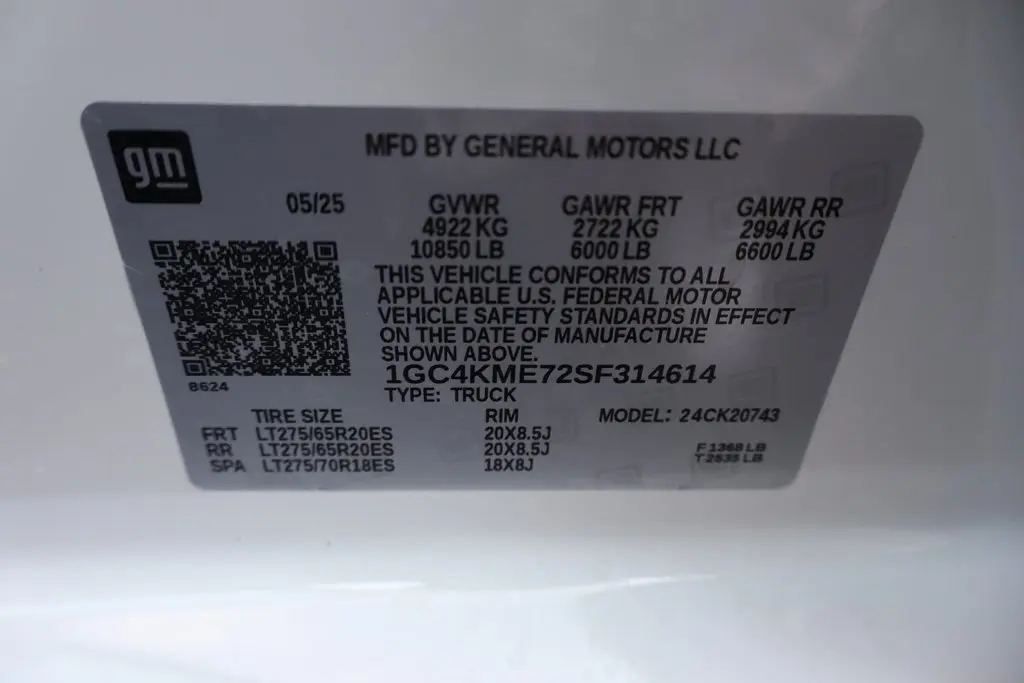 gm
MFD BY GENERAL MOTORS LLC
05/25 GVWR GAWR FRT GAWR RR
4922 KG 2722 KG 2994 KG
10850 LB 6000 LB 6600 LB
THIS VEHICLE CONFORMS TO ALL
APPLICABLE U.S. FEDERAL MOTOR
VEHICLE SAFETY STANDARDS IN EFFECT
ON THE DATE OF MANUFACTURE
SHOWN ABOVE.
8624 1GC4KME72SF314614
TYPE: TRUCK
TIRE SIZE RIM MODEL: 24CK20743
FRT LT275/65R20ES 20X8.5J
RR LT275/65R20ES 20X8.5J F 1368 LB
SPA LT275/70R18ES 18X8J T 2535 LB